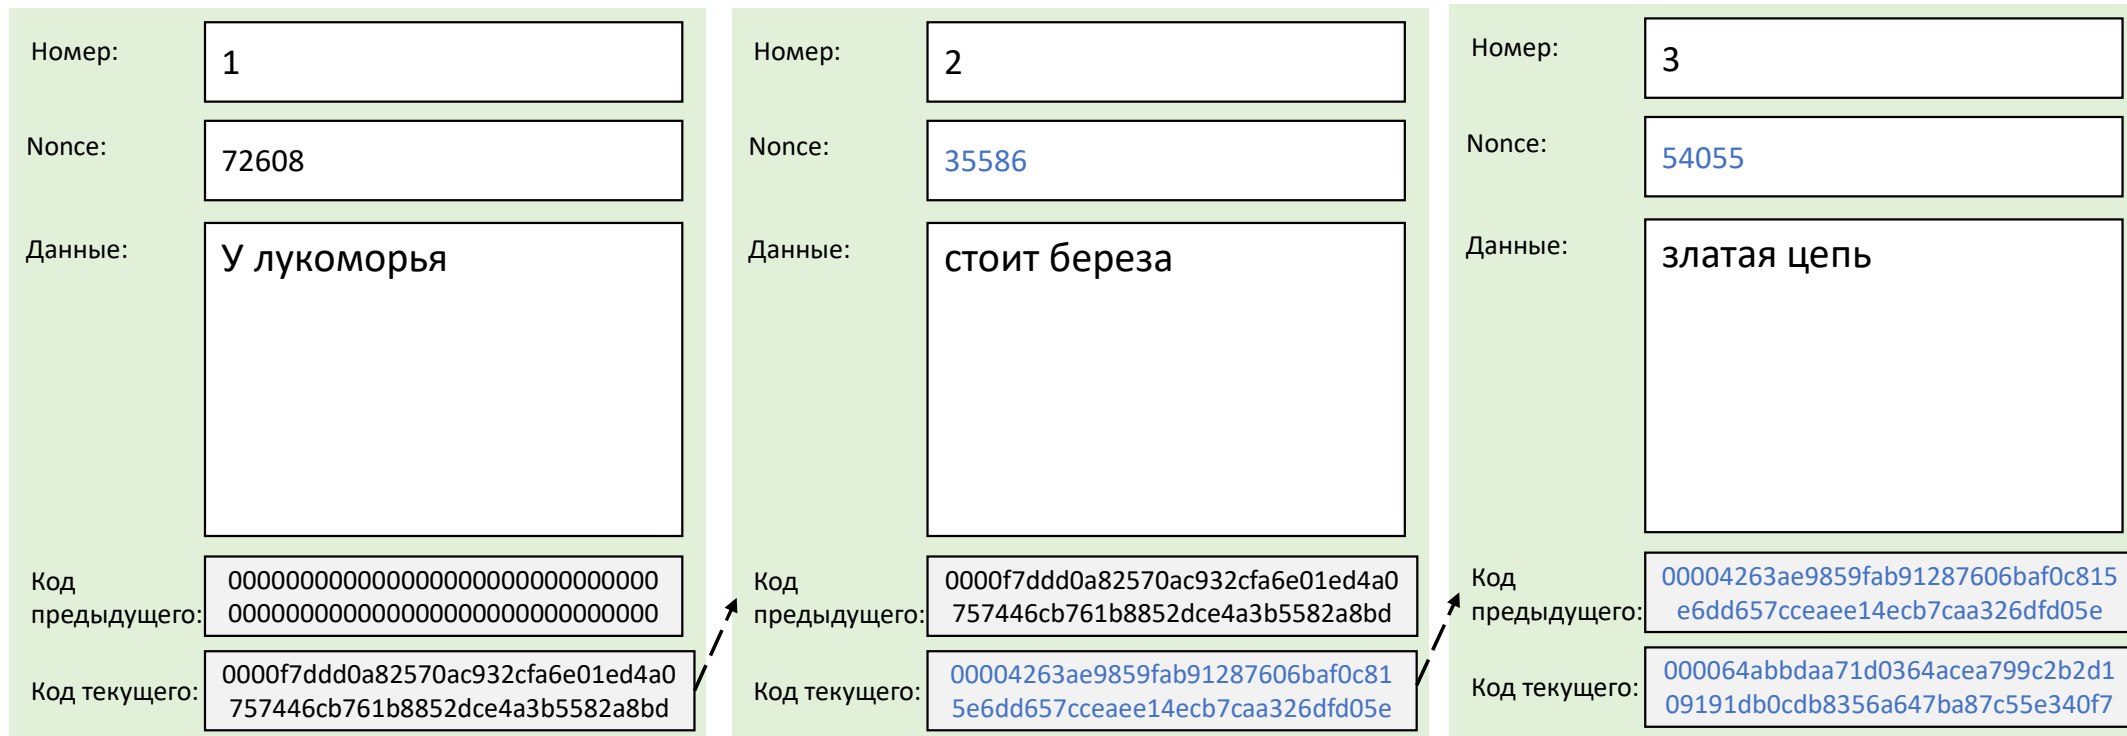 Номер:
1
Nonce:
72608
Данные:
У лукоморья
Код
предыдущего:
00000000000000000000000000000000
00000000000000000000000000000000
Код текущего:
0000f7ddd0a82570ac932cfa6e01ed4a0
757446cb761b8852dce4a3b5582a8bd
Номер:
2
Nonce:
35586
Данные:
стоит береза
Код
предыдущего:
0000f7ddd0a82570ac932cfa6e01ed4a0
757446cb761b8852dce4a3b5582a8bd
Код текущего:
00004263ae9859fab91287606baf0c81
5e6dd657cceaee14ecb7caa326dfd05e
Номер:
3
Nonce:
54055
Данные:
златая цепь
Код
предыдущего:
00004263ae9859fab91287606baf0c815
e6dd657cceaee14ecb7caa326dfd05e
Код текущего:
000064abbdaa71d0364acea799c2b2d1
09191db0cdb8356a647ba87c55e340f7